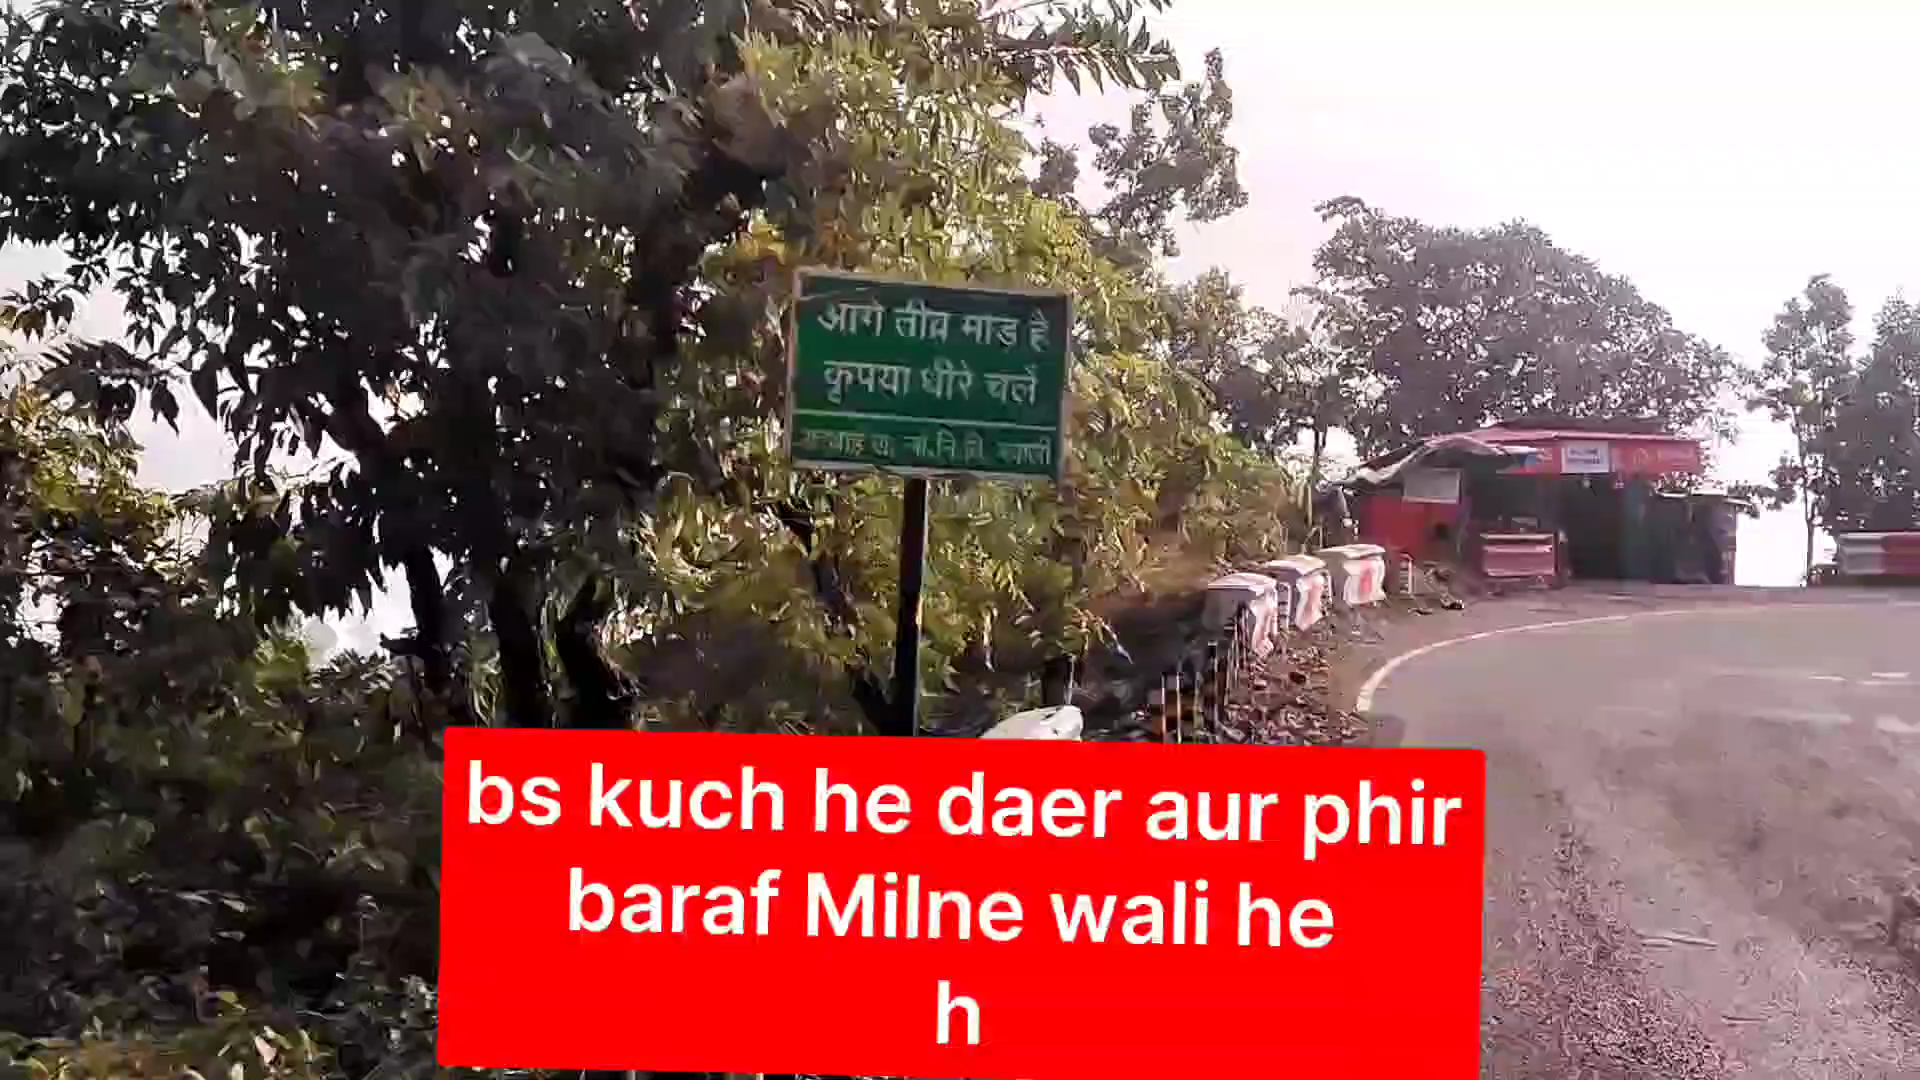 आगे तीव्र मोड़ है
कृपया धीरे चलें
नि.
bs kuch he daer aur phir
baraf Milne wali he
h